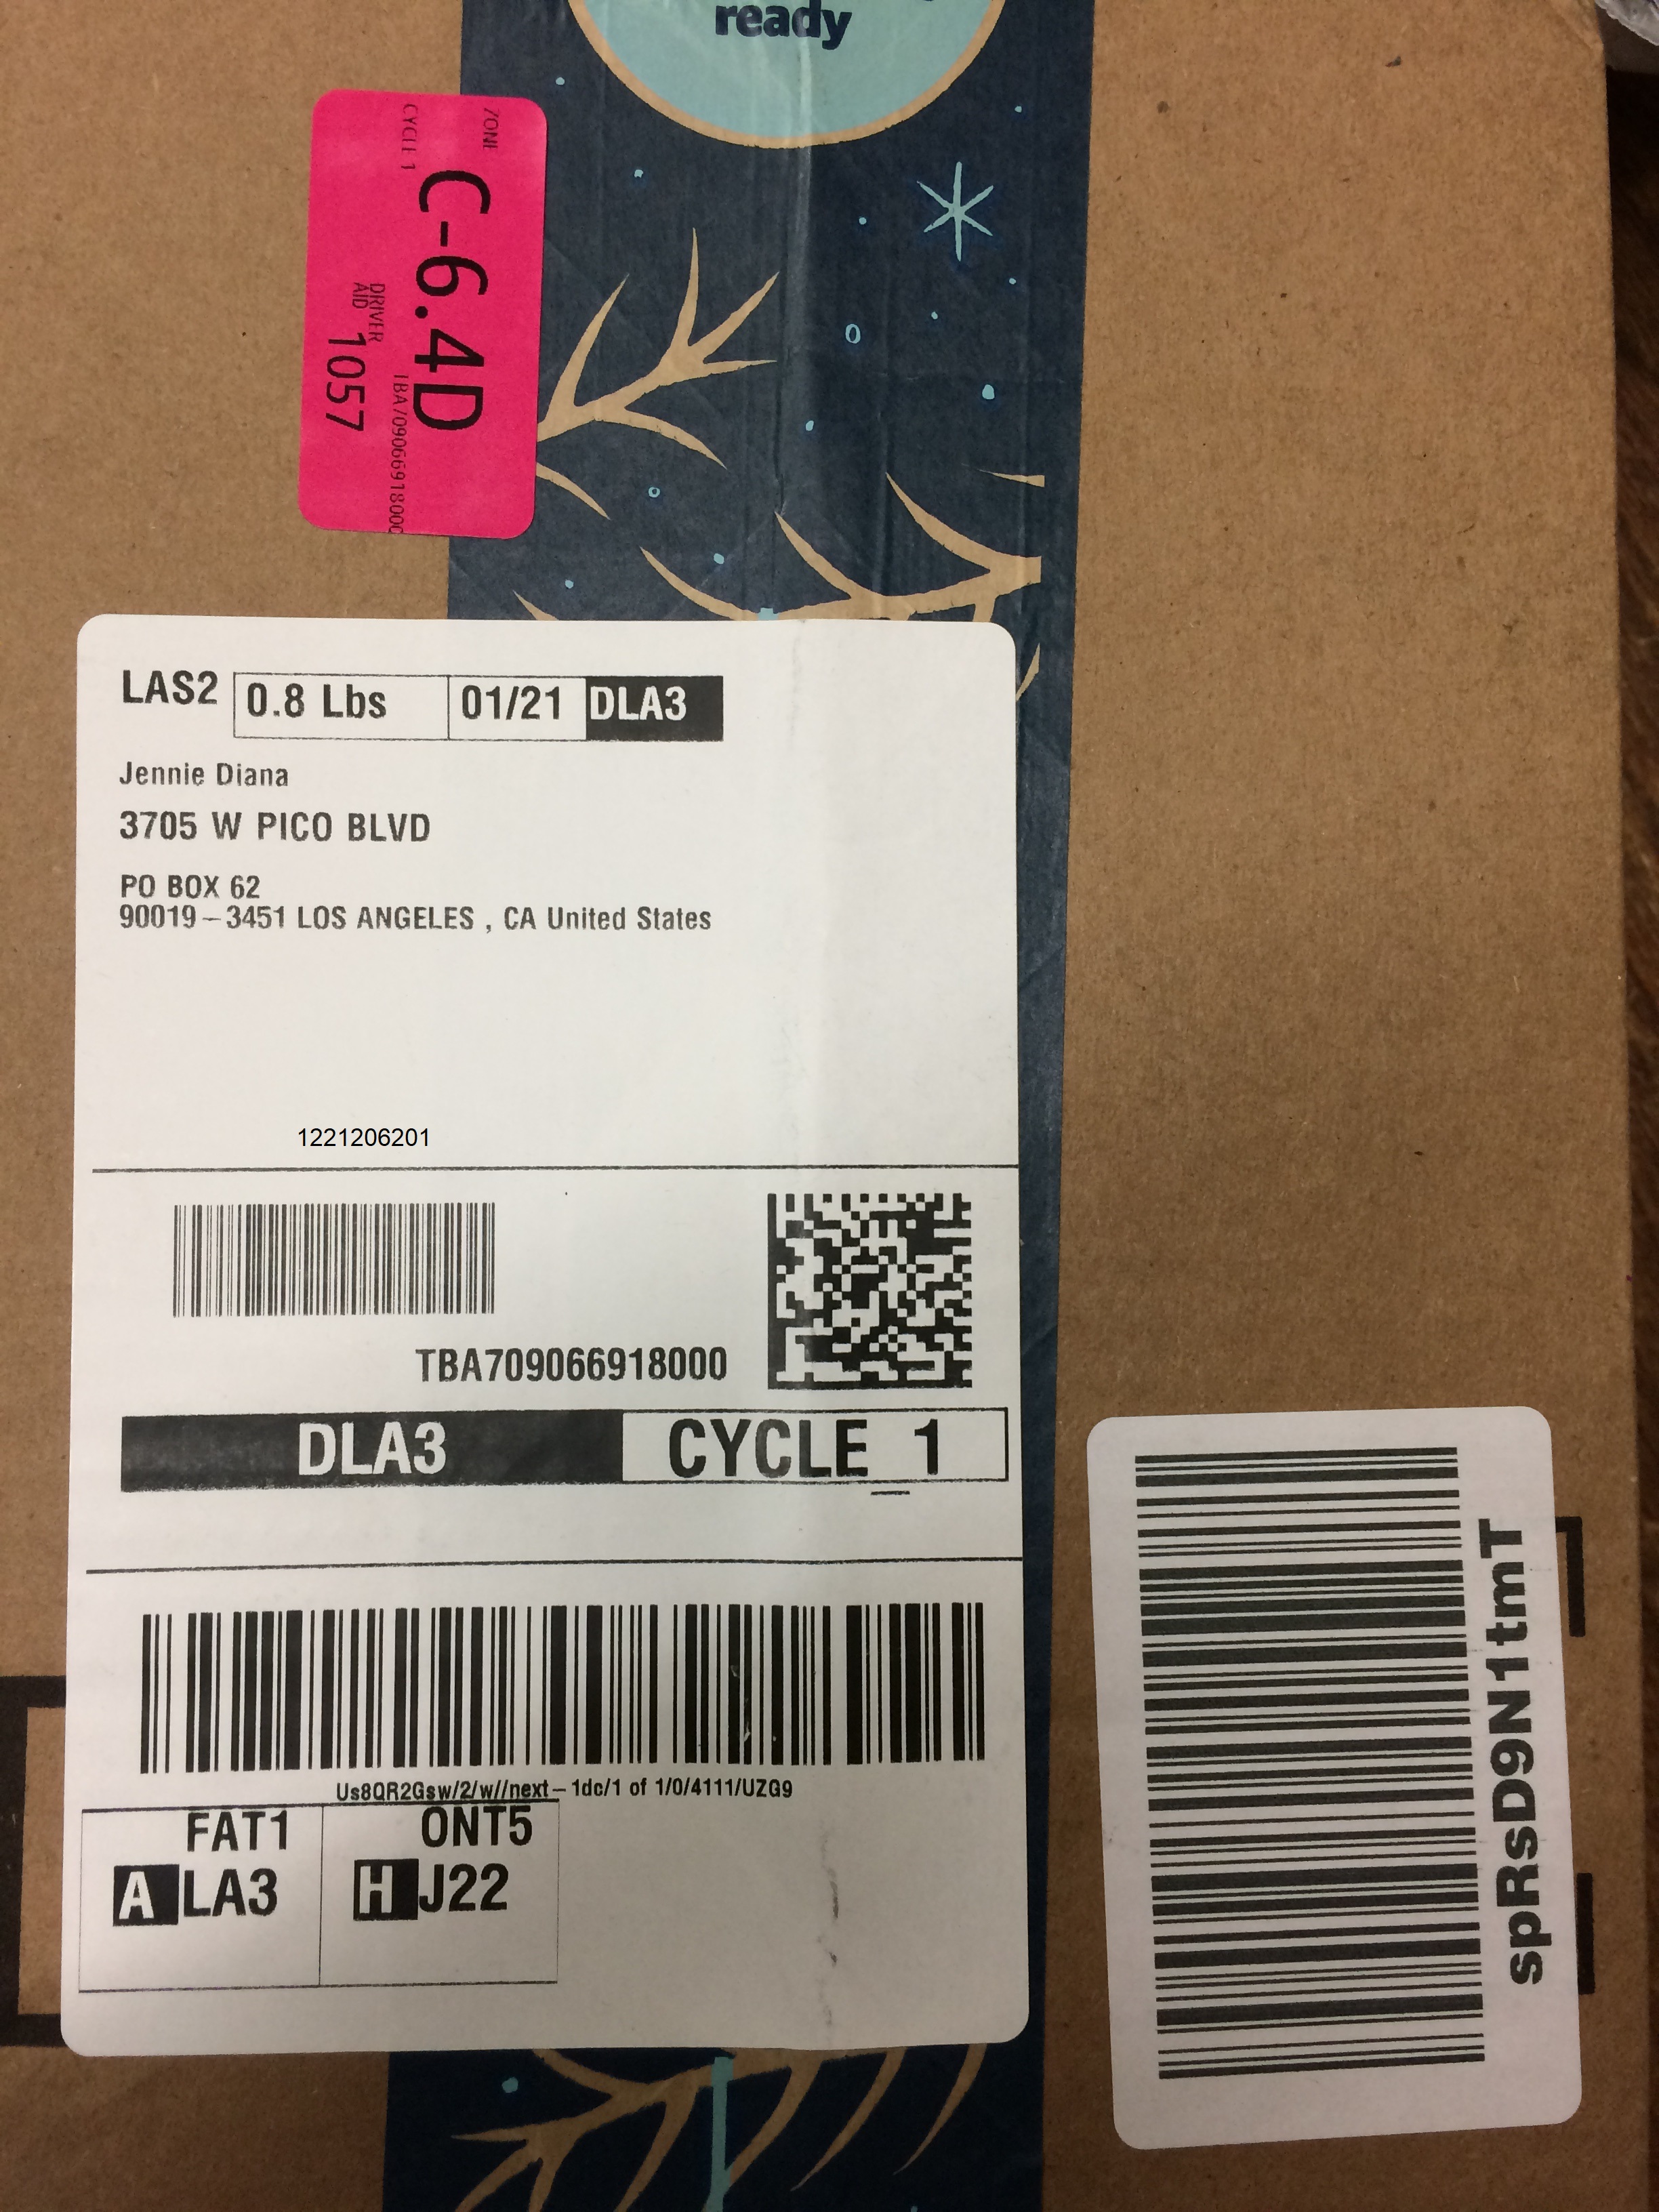 ready
ZONE
CYCLE 1
C-6.4D
TBA709066918000
DRIVER
AID 1057
LAS2 0.8 Lbs 01/21 DLA3
Jennie Diana
3705 W PICO BLVD
PO BOX 62
90019-3451 LOS ANGELES , CA United States
1221206201
TBA709066918000
DLA3 CYCLE 1
Us8QR2Gsw/2/w//next-1dc/1 of 1/0/4111/UZG9
FAT1 ONT5
A LA3 H J22
spRsD9N1tmT